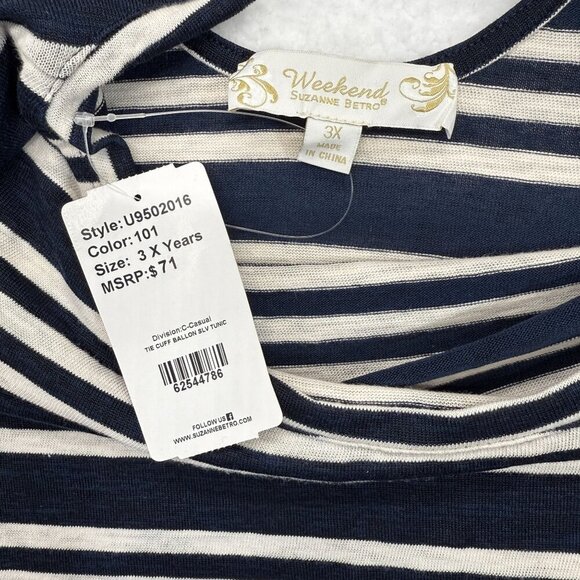 Weekend
SUZANNE BETRO®
3X
MADE
IN CHINA
Style: U9502016
Color: 101
Size: 3 X Years
MSRP: $71
Division:C-Casual
TIE CUFF BALLON SLV TUNIC
62544786
FOLLOW US
WWW.SUZANNEBETRO.COM